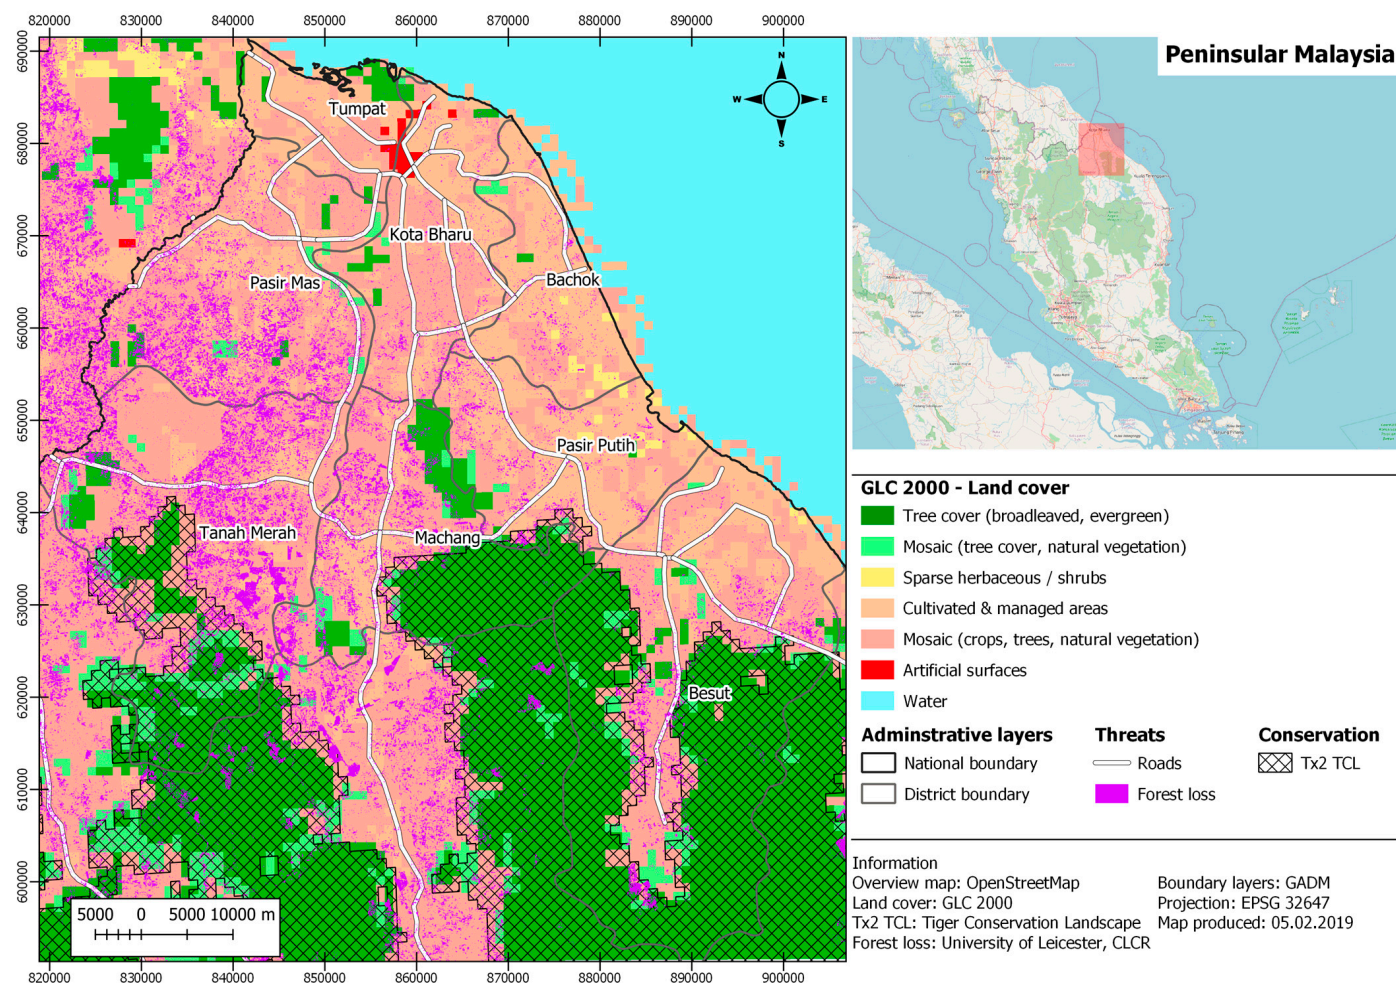 820000 830000 840000 850000 860000 870000 880000 890000 900000
690000
680000
670000
660000
650000
640000
630000
620000
610000
600000
N
W E
S
Tumpat
Kota Bharu
Pasir Mas
Bachok
Pasir Putih
Tanah Merah
Machang
Besut
5000 0 5000 10000 m
820000 830000 840000 850000 860000 870000 880000 890000 900000
Peninsular Malaysia
GLC 2000 - Land cover
Tree cover (broadleaved, evergreen)
Mosaic (tree cover, natural vegetation)
Sparse herbaceous / shrubs
Cultivated & managed areas
Mosaic (crops, trees, natural vegetation)
Artificial surfaces
Water
Adminstrative layers Threats Conservation
National boundary Roads Tx2 TCL
District boundary Forest loss
Information
Overview map: OpenStreetMap Boundary layers: GADM
Land cover: GLC 2000 Projection: EPSG 32647
Tx2 TCL: Tiger Conservation Landscape Map produced: 05.02.2019
Forest loss: University of Leicester, CLCR